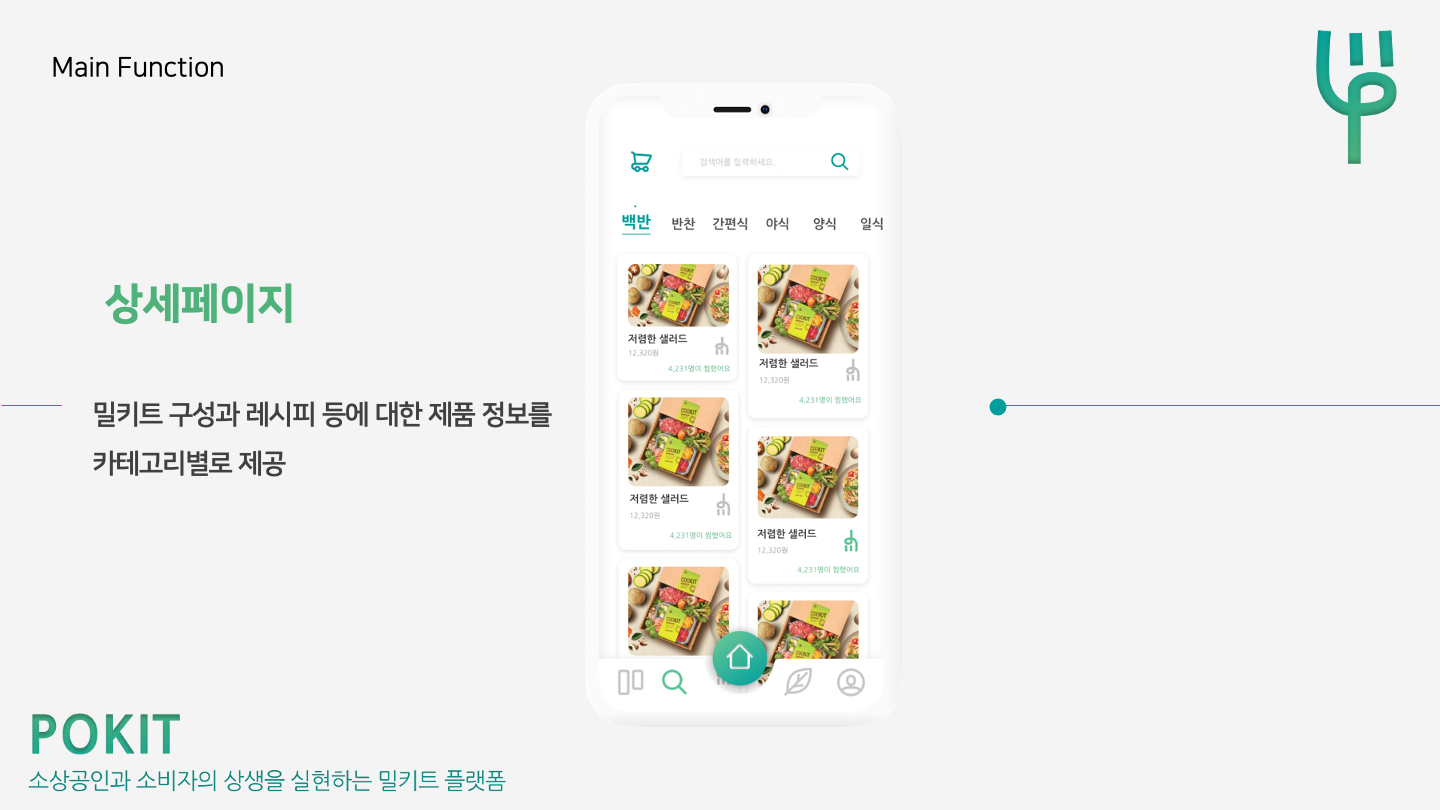 Main Function
검색어를 입력하세요.
백반 반찬 간편식 야식 양식 일식
상세페이지
밀키트 구성과 레시피 등에 대한 제품 정보를
카테고리별로 제공
COOKIT
저렴한 샐러드
12,320원
4,231명이 찜했어요
COOKIT
저렴한 샐러드
12,320원
4,231명이 찜했어요
COOKIT
저렴한 샐러드
12,320원
4,231명이 찜했어요
COOKIT
저렴한 샐러드
12,320원
4,231명이 찜했어요
COOKIT
COOKIT
POKIT
소상공인과 소비자의 상생을 실현하는 밀키트 플랫폼